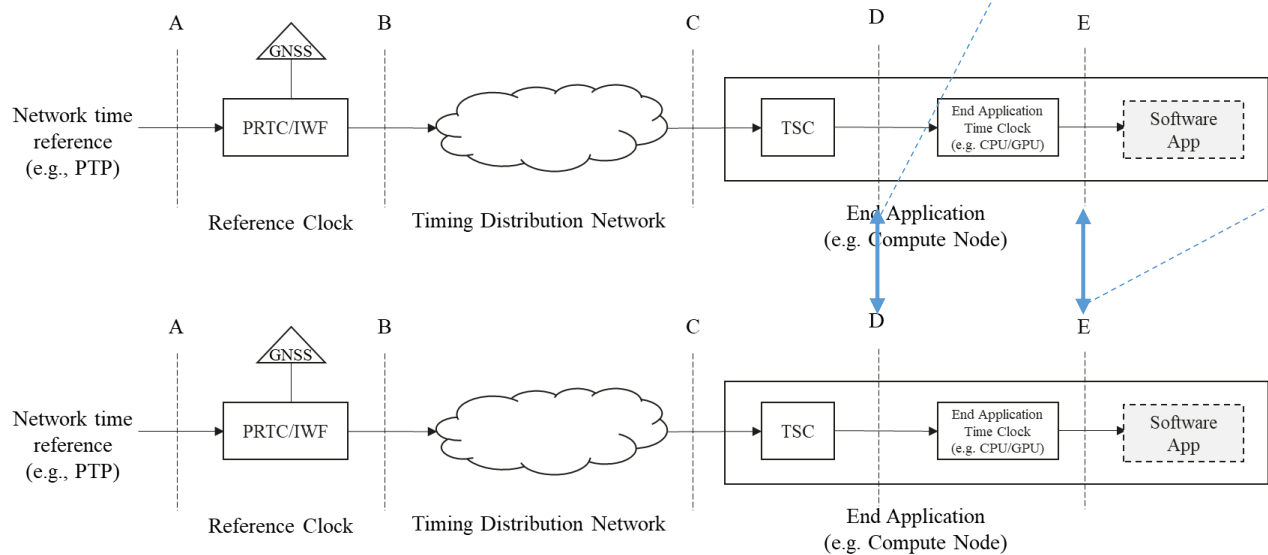 A
B
C
D
E
GNSS
Network time
reference
(e.g., PTP)
PRTC/IWF
TSC
End Application
Time Clock
(e.g. CPU/GPU)
Software
App
Reference Clock
Timing Distribution Network
End Application
(e.g. Compute Node)
A
B
C
D
E
GNSS
Network time
reference
(e.g., PTP)
PRTC/IWF
TSC
End Application
Time Clock
(e.g. CPU/GPU)
Software
App
Reference Clock
Timing Distribution Network
End Application
(e.g. Compute Node)